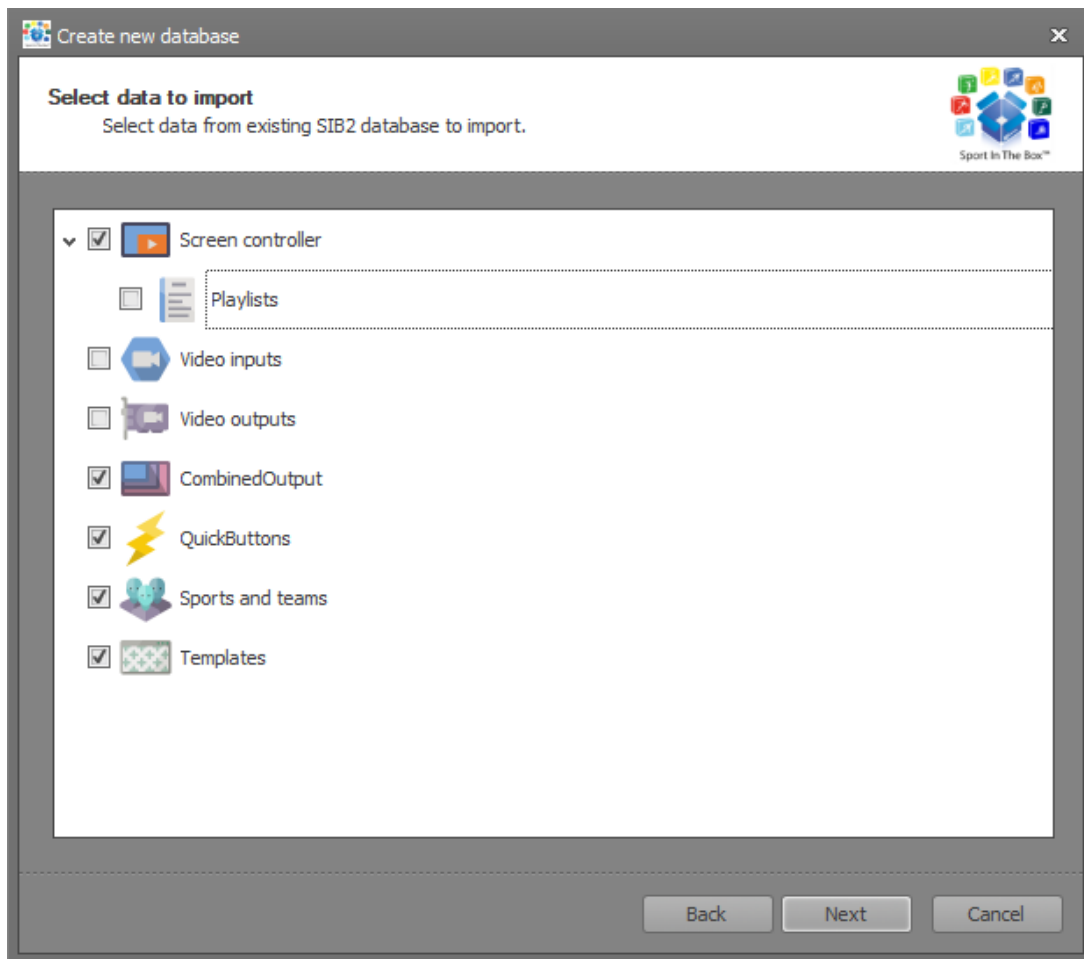 Create new database
Select data to import
Select data from existing SIB2 database to import.
Sport In The Box™
Screen controller
Playlists
Video inputs
Video outputs
CombinedOutput
QuickButtons
Sports and teams
Templates
Back
Next
Cancel